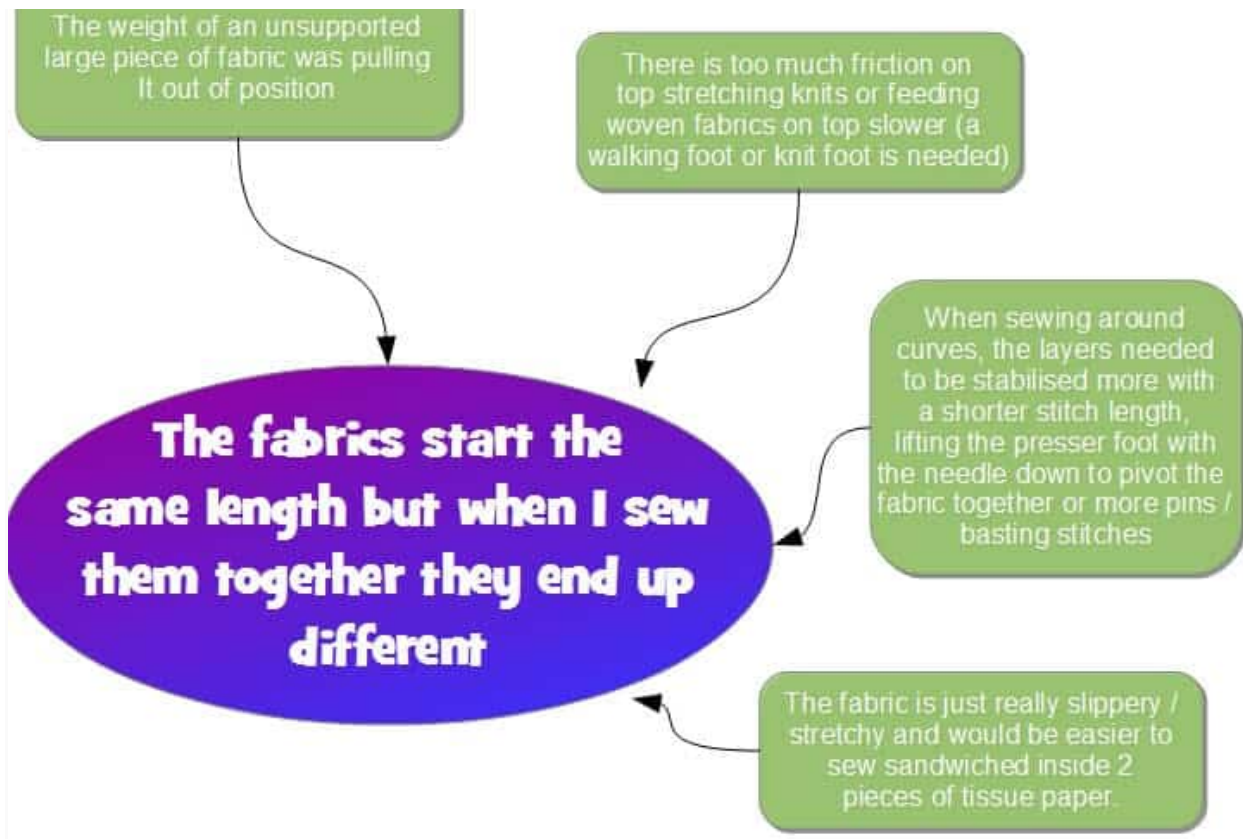 The weight of an unsupported
large piece of fabric was pulling
It out of position
There is too much friction on
top stretching knits or feeding
woven fabrics on top slower (a
walking foot or knit foot is needed)
When sewing around
curves, the layers needed
to be stabilised more with
a shorter stitch length,
lifting the presser foot with
the needle down to pivot the
fabric together or more pins /
basting stitches
The fabrics start the
same length but when I sew
them together they end up
different
The fabric is just really slippery /
stretchy and would be easier to
sew sandwiched inside 2
pieces of tissue paper.